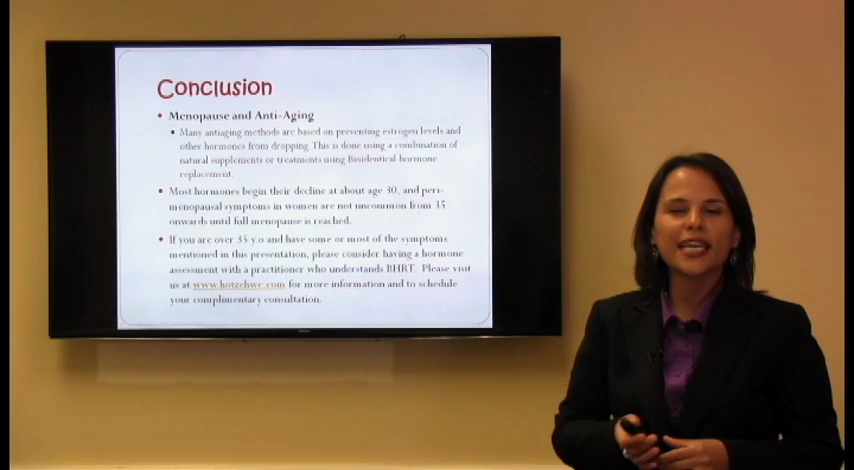 Conclusion
Menopause and Anti-Aging
Many antiaging methods are based on preventing estrogen levels and
other hormones from dropping. This is done using a combination of
natural supplements or treatments using Bioidentical hormone
replacement.
Most hormones begin their decline at about age 30, and peri-
menopausal symptoms in women are not uncommon from 35
onwards until full menopause is reached.
If you are over 35 y.o and have some or most of the symptoms
mentioned in this presentation, please consider having a hormone
assessment with a practitioner who understands BHRT. Please visit
us at www.hotzehwc.com for more information and to schedule
your complimentary consultation.